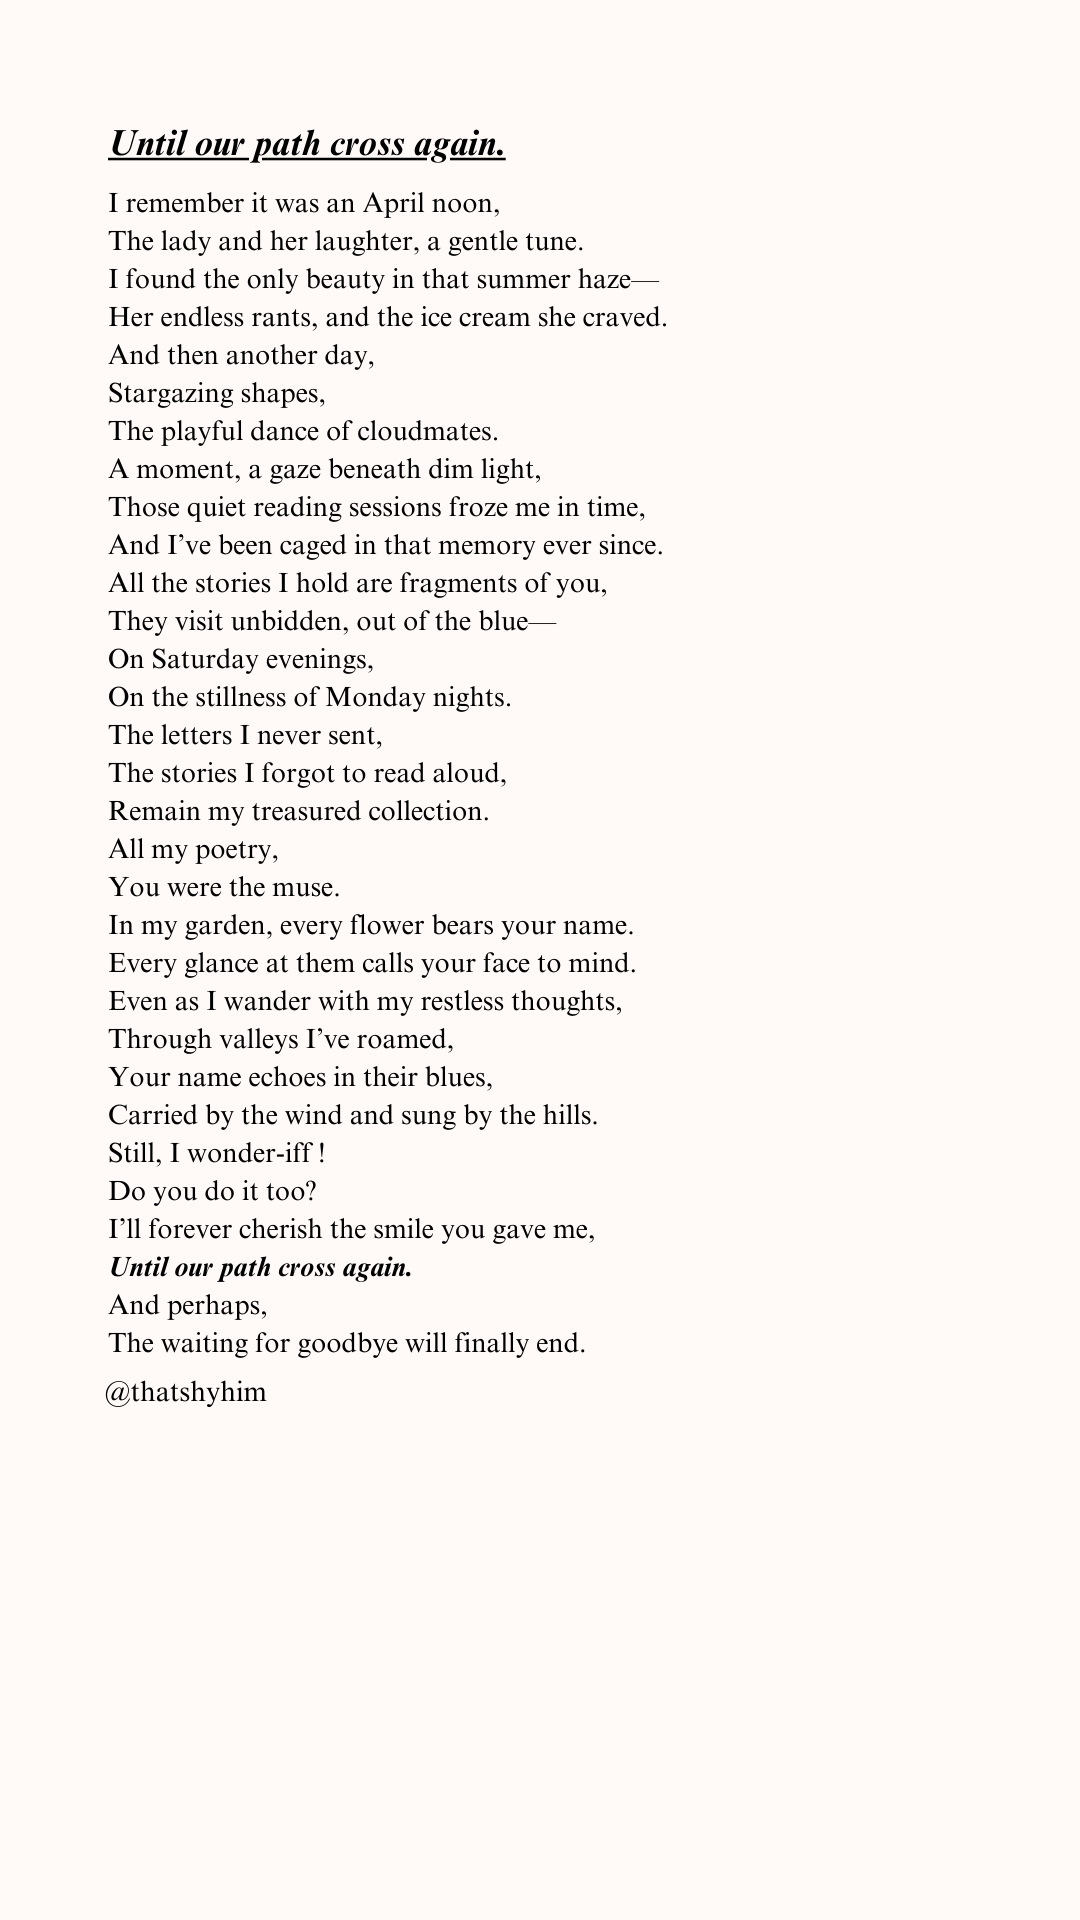 Until our path cross again.
I remember it was an April noon,
The lady and her laughter, a gentle tune.
I found the only beauty in that summer haze—
Her endless rants, and the ice cream she craved.
And then another day,
Stargazing shapes,
The playful dance of cloudmates.
A moment, a gaze beneath dim light,
Those quiet reading sessions froze me in time,
And I’ve been caged in that memory ever since.
All the stories I hold are fragments of you,
They visit unbidden, out of the blue—
On Saturday evenings,
On the stillness of Monday nights.
The letters I never sent,
The stories I forgot to read aloud,
Remain my treasured collection.
All my poetry,
You were the muse.
In my garden, every flower bears your name.
Every glance at them calls your face to mind.
Even as I wander with my restless thoughts,
Through valleys I’ve roamed,
Your name echoes in their blues,
Carried by the wind and sung by the hills.
Still, I wonder-iff !
Do you do it too?
I’ll forever cherish the smile you gave me,
Until our path cross again.
And perhaps,
The waiting for goodbye will finally end.
@thatshyhim